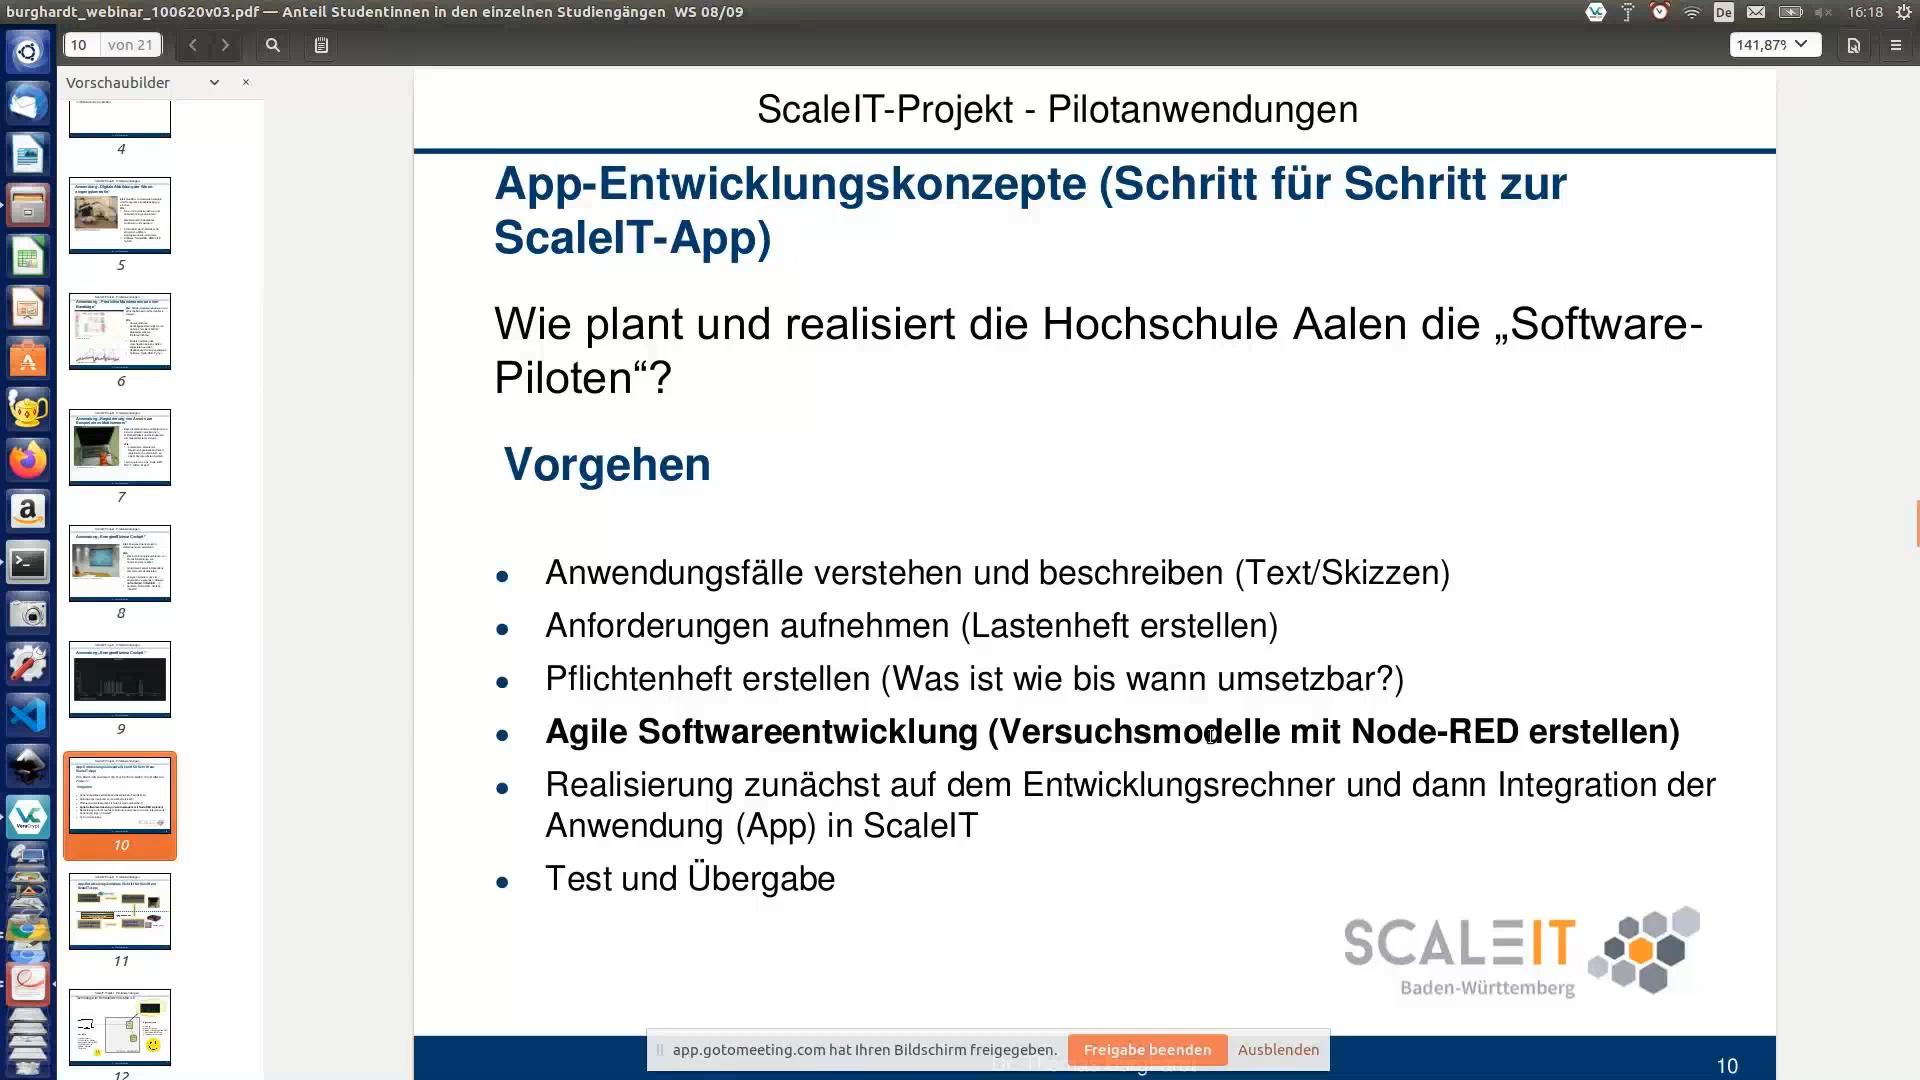 burghardt_webinar_100620v03.pdf — Anteil Studentinnen in den einzelnen Studiengängen WS 08/09
De
16:18
10 von 21
141,87%
Vorschaubilder
4
5
6
7
8
9
10
11
12
ScaleIT-Projekt - Pilotanwendungen
App-Entwicklungskonzepte (Schritt für Schritt zur
ScaleIT-App)
Wie plant und realisiert die Hochschule Aalen die „Software-
Piloten“?
Vorgehen
• Anwendungsfälle verstehen und beschreiben (Text/Skizzen)
• Anforderungen aufnehmen (Lastenheft erstellen)
• Pflichtenheft erstellen (Was ist wie bis wann umsetzbar?)
• Agile Softwareentwicklung (Versuchsmodelle mit Node-RED erstellen)
• Realisierung zunächst auf dem Entwicklungsrechner und dann Integration der
Anwendung (App) in ScaleIT
• Test und Übergabe
SCALEIT
Baden-Württemberg
app.gotomeeting.com hat Ihren Bildschirm freigegeben.
Freigabe beenden
Ausblenden
10